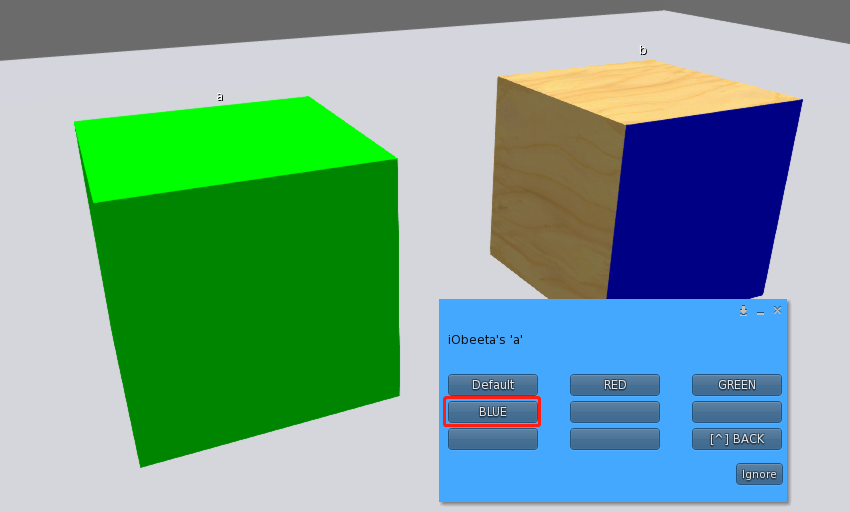 b
a
iObeeta's 'a'
Default RED GREEN
BLUE
[^] BACK
Ignore